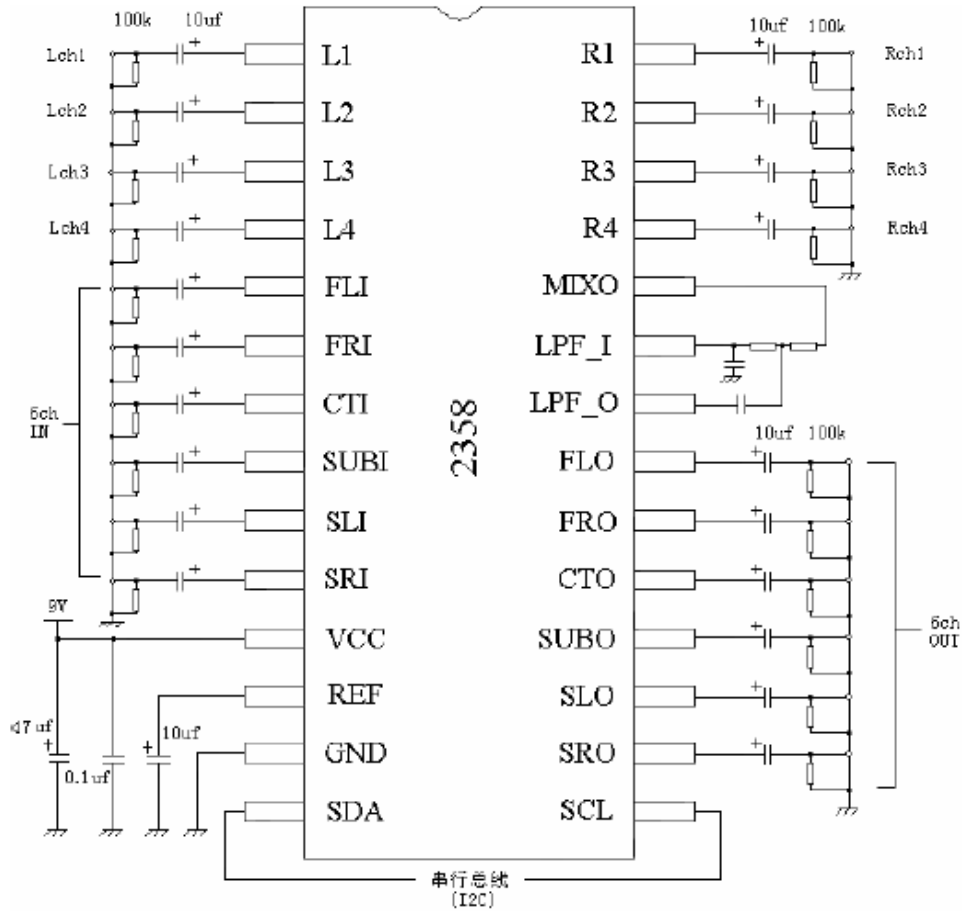 100k 10uf
10uf 100k
Lch1
L1
R1
Rch1
Lch2
L2
R2
Rch2
Lch3
L3
R3
Rch3
Lch4
L4
R4
Rch4
FLI
MIXO
FRI
LPF_I
6ch
IN
CTI
LPF_O
2358
10uf 100k
SUBI
FLO
SLI
FRO
SRI
CTO
9V
VCC
SUBO
6ch
OUT
REF
SLO
47uf
0.1uf
10uf
GND
SRO
SDA
SCL
串行总线
(I2C)